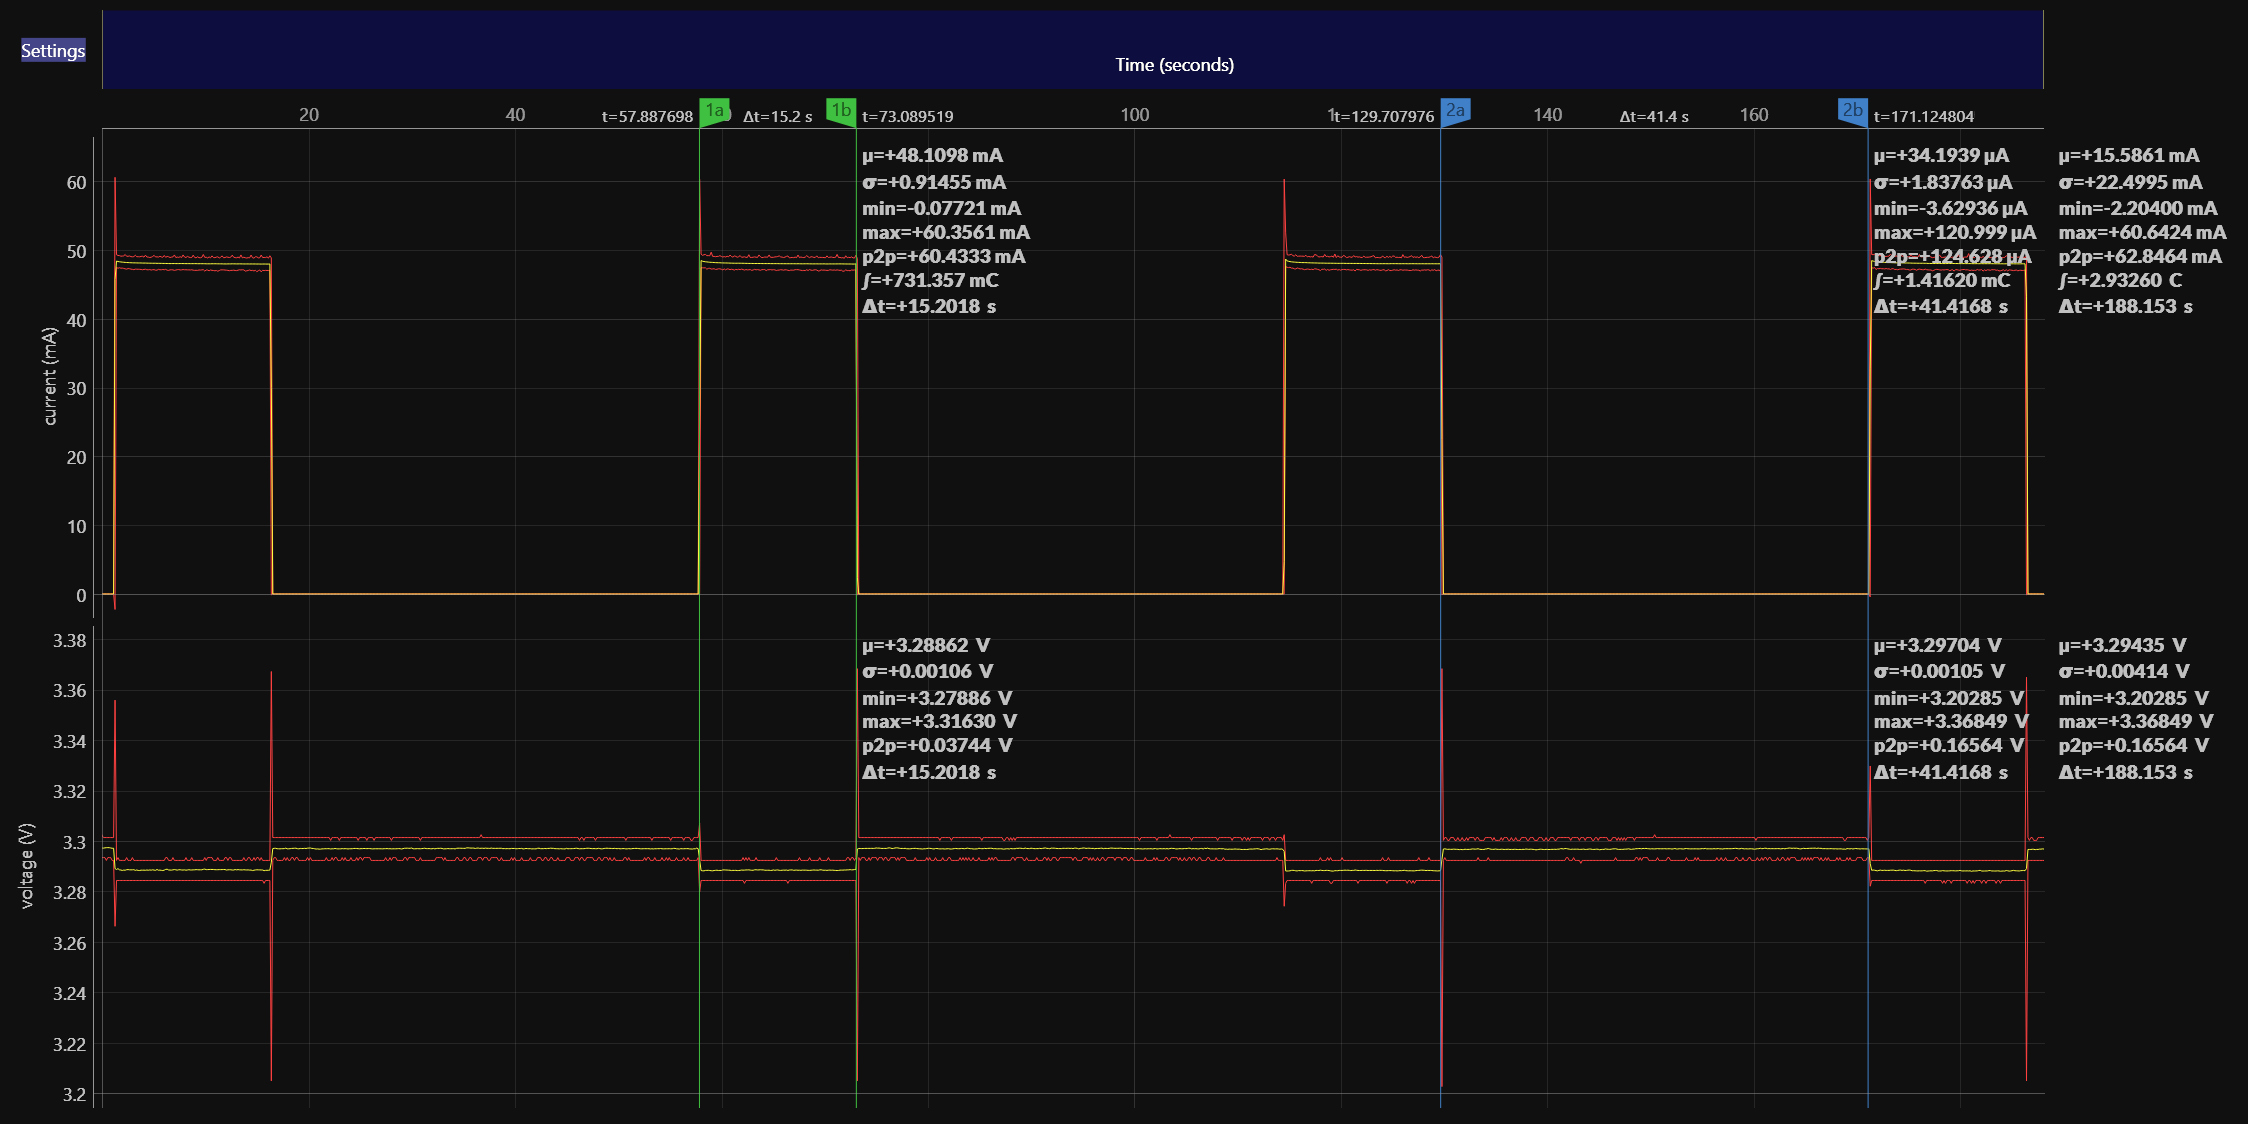 Settings
Time (seconds)
20
40
t=57.887698
1a
Δt=15.2 s
1b
t=73.089519
100
t=129.707976
2a
140
Δt=41.4 s
160
2b
t=171.124804
current (mA)
60
50
40
30
20
10
0
µ=+48.1098 mA
σ=+0.91455 mA
min=-0.07721 mA
max=+60.3561 mA
p2p=+60.4333 mA
∫=+731.357 mC
Δt=+15.2018 s
µ=+34.1939 µA
σ=+1.83763 µA
min=-3.62936 µA
max=+120.999 µA
p2p=+124.628 µA
∫=+1.41620 mC
Δt=+41.4168 s
µ=+15.5861 mA
σ=+22.4995 mA
min=-2.20400 mA
max=+60.6424 mA
p2p=+62.8464 mA
∫=+2.93260 C
Δt=+188.153 s
voltage (V)
3.38
3.36
3.34
3.32
3.3
3.28
3.26
3.24
3.22
3.2
µ=+3.28862 V
σ=+0.00106 V
min=+3.27886 V
max=+3.31630 V
p2p=+0.03744 V
Δt=+15.2018 s
µ=+3.29704 V
σ=+0.00105 V
min=+3.20285 V
max=+3.36849 V
p2p=+0.16564 V
Δt=+41.4168 s
µ=+3.29435 V
σ=+0.00414 V
min=+3.20285 V
max=+3.36849 V
p2p=+0.16564 V
Δt=+188.153 s